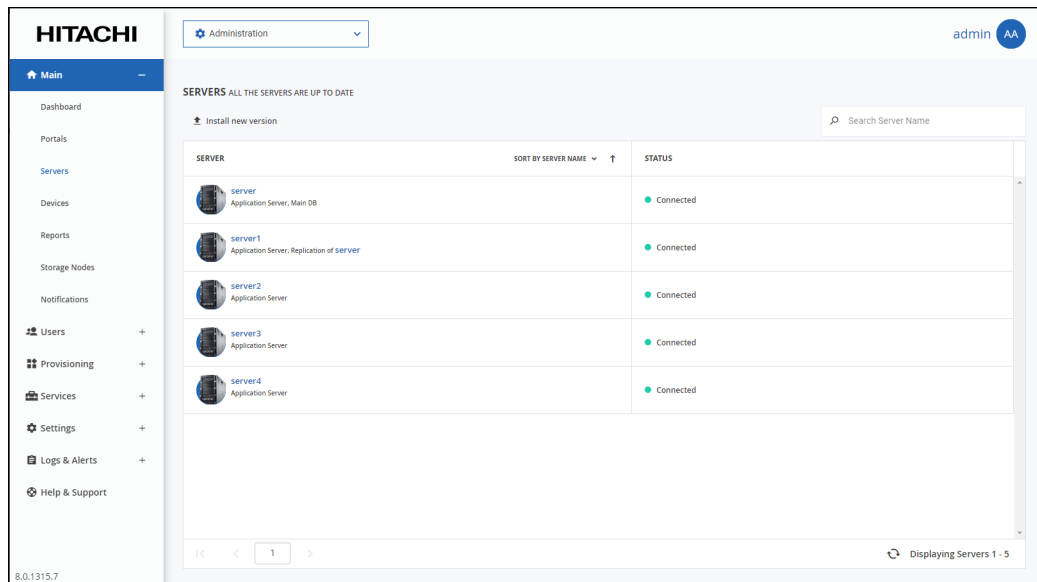 HITACHI
Administration
admin AA
Main
Dashboard
Portals
Servers
Devices
Reports
Storage Nodes
Notifications
Users
Provisioning
Services
Settings
Logs & Alerts
Help & Support
8.0.1315.7
SERVERS ALL THE SERVERS ARE UP TO DATE
Install new version
Search Server Name
SERVER SORT BY SERVER NAME STATUS
server
Application Server, Main DB
Connected
server1
Application Server, Replication of server
Connected
server2
Application Server
Connected
server3
Application Server
Connected
server4
Application Server
Connected
1
Displaying Servers 1 - 5